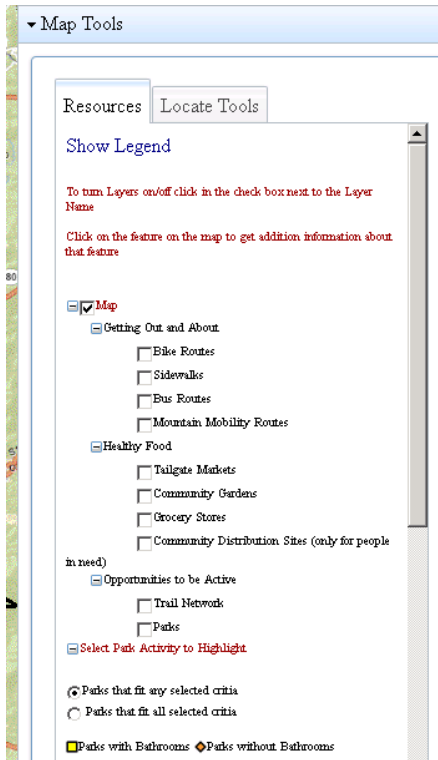 Map Tools
Resources
Locate Tools
Show Legend
To turn Layers on/off click in the check box next to the Layer
Name
Click on the feature on the map to get addition information about
that feature
80
Map
Getting Out and About
Bike Routes
Sidewalks
Bus Routes
Mountain Mobility Routes
Healthy Food
Tailgate Markets
Community Gardens
Grocery Stores
Community Distribution Sites (only for people
in need)
Opportunities to be Active
Trail Network
Parks
Select Park Activity to Highlight
Parks that fit any selected critia
Parks that fit all selected critia
Parks with Bathrooms Parks without Bathrooms